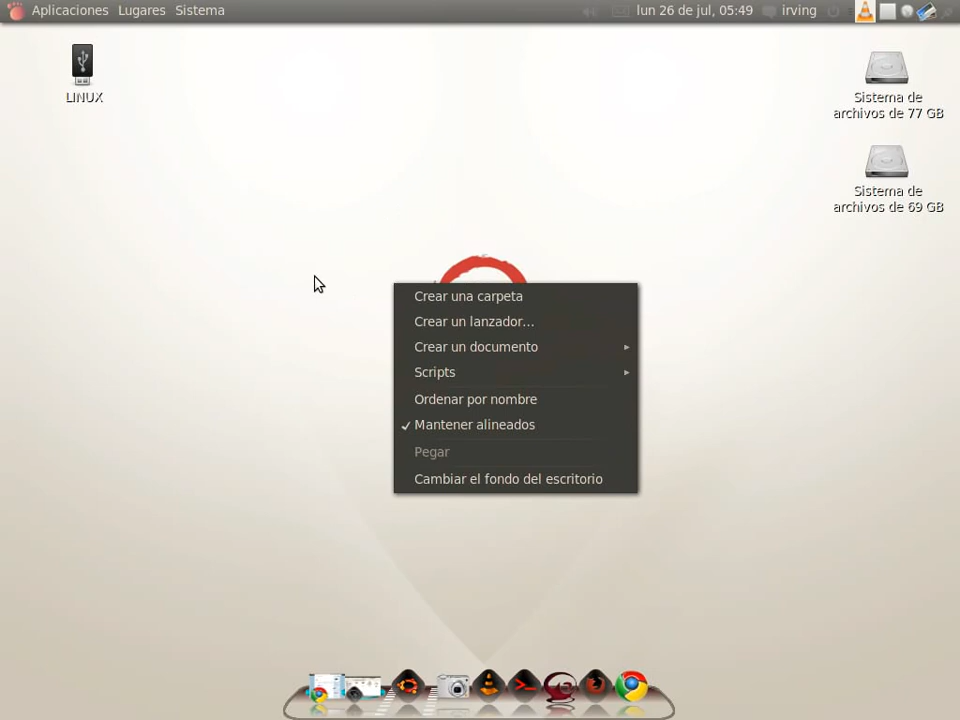 Aplicaciones Lugares Sistema
lun 26 de jul, 05:49 irving
LINUX
Sistema de
archivos de 77 GB
Sistema de
archivos de 69 GB
Crear una carpeta
Crear un lanzador...
Crear un documento
Scripts
Ordenar por nombre
Mantener alineados
Pegar
Cambiar el fondo del escritorio